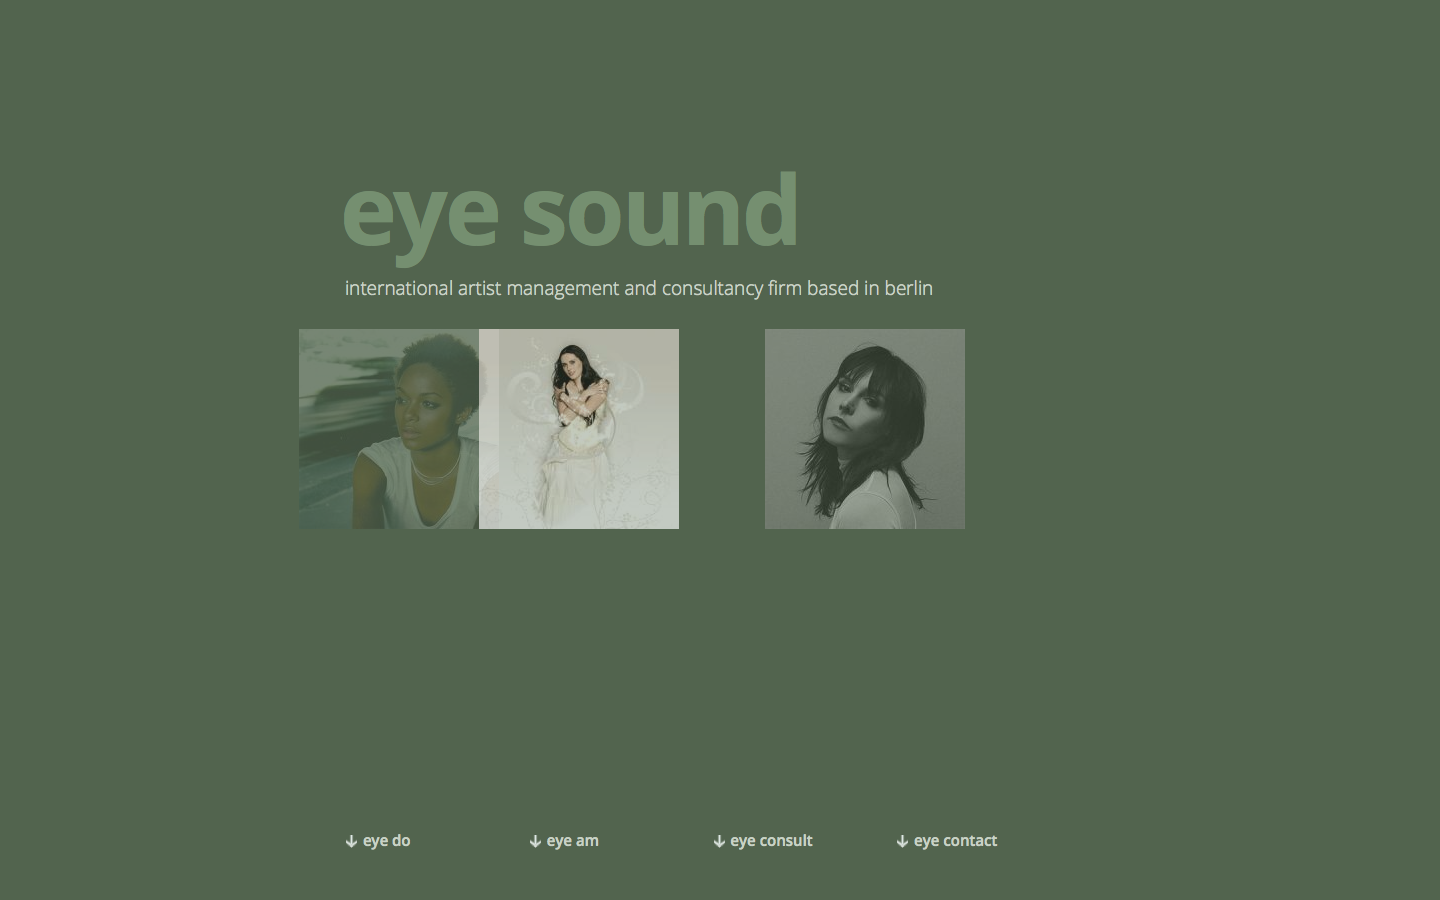 eye sound
international artist management and consultancy firm based in berlin
↓ eye do
↓ eye am
↓ eye consult
↓ eye contact